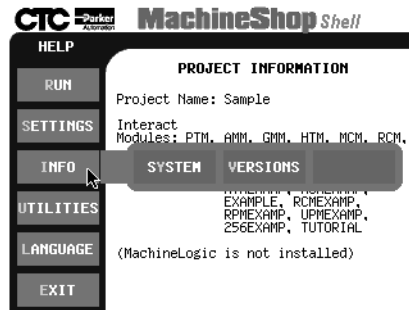 CTC Parker Automation MachineShop Shell
HELP
RUN
SETTINGS
INFO
UTILITIES
LANGUAGE
EXIT
PROJECT INFORMATION
Project Name: Sample
Interact
Modules: PTM, AMM, GMM, HTM, MCM, RCM,
SYSTEM VERSIONS
EXAMPLE, RCMEXAMP,
RPMEXAMP, UPMEXAMP,
256EXAMP, TUTORIAL
(MachineLogic is not installed)